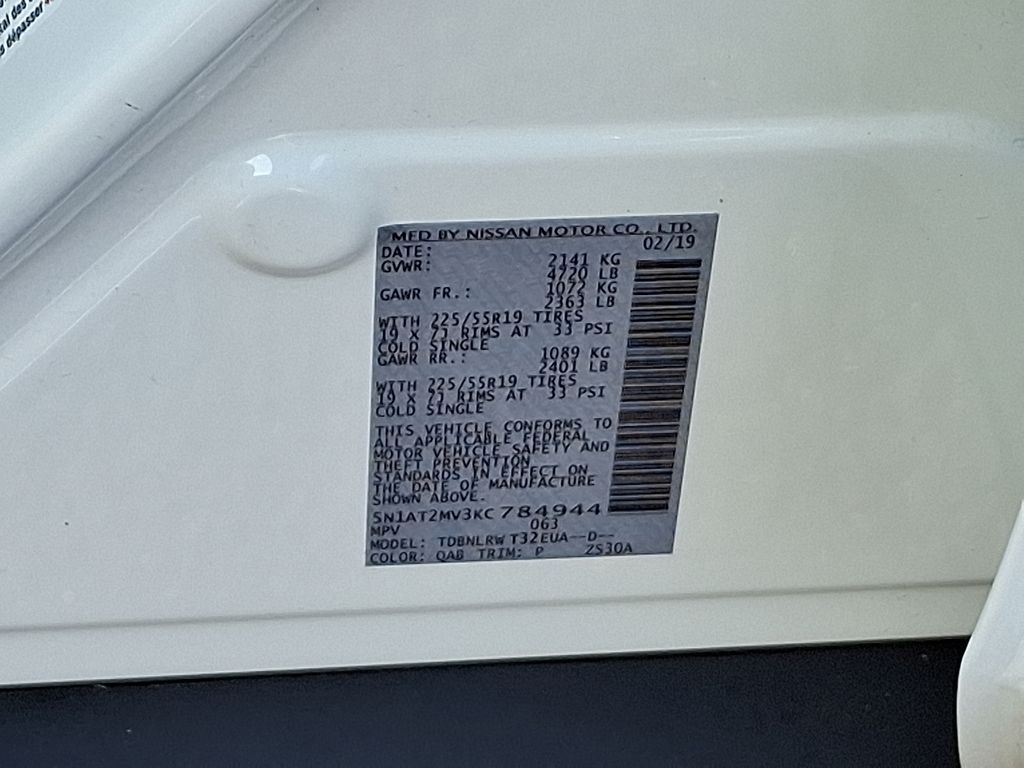 dépasser
MFD BY NISSAN MOTOR CO., LTD.
DATE: 02/19
GVWR: 2141 KG
4720 LB
GAWR FR.: 1072 KG
2363 LB
WITH 225/55R19 TIRES
19 X 7J RIMS AT 33 PSI
COLD SINGLE
GAWR RR.: 1089 KG
2401 LB
WITH 225/55R19 TIRES
19 X 7J RIMS AT 33 PSI
COLD SINGLE
THIS VEHICLE CONFORMS TO
ALL APPLICABLE FEDERAL
MOTOR VEHICLE SAFETY AND
THEFT PREVENTION
STANDARDS IN EFFECT ON
THE DATE OF MANUFACTURE
SHOWN ABOVE.
5N1AT2MV3KC 784944
MPV 063
MODEL: TDBNLRW T32EUA--D--
COLOR: QAB TRIM: P ZS30A